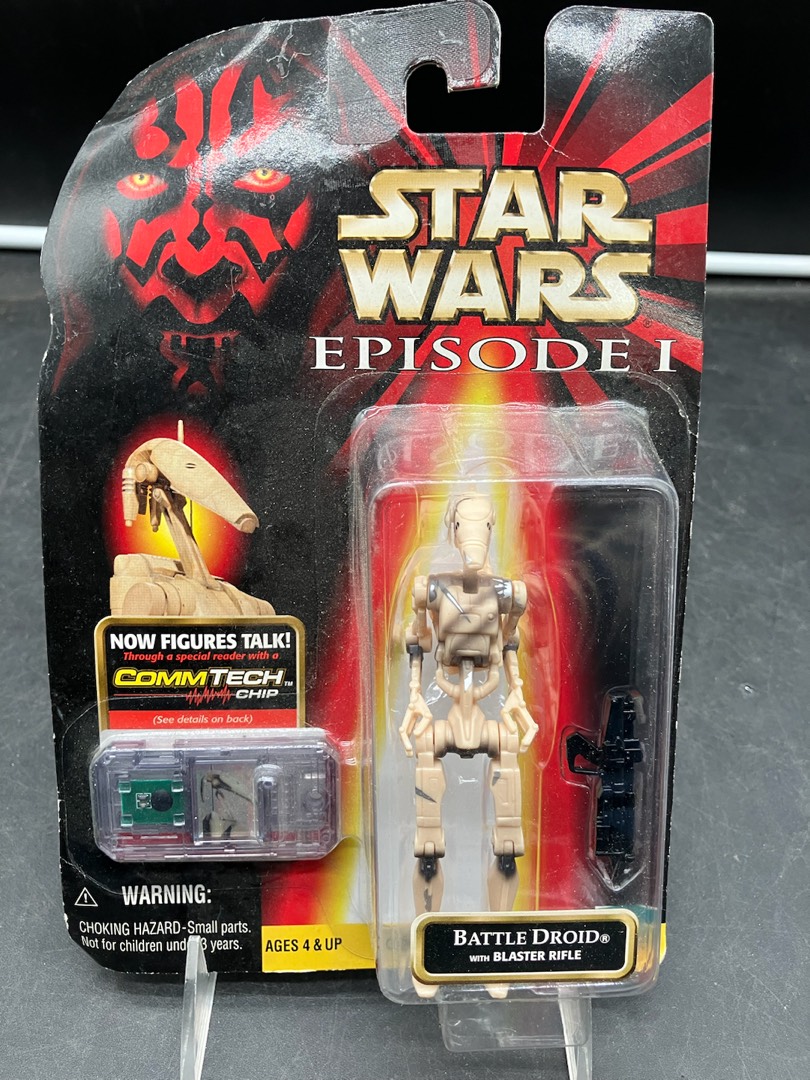 STAR
WARS
EPISODE I
NOW FIGURES TALK!
Through a special reader with a
COMMTECH™
CHIP
(See details on back)
WARNING:
CHOKING HAZARD-Small parts.
Not for children under 3 years.
AGES 4 & UP
BATTLE DROID®
WITH BLASTER RIFLE